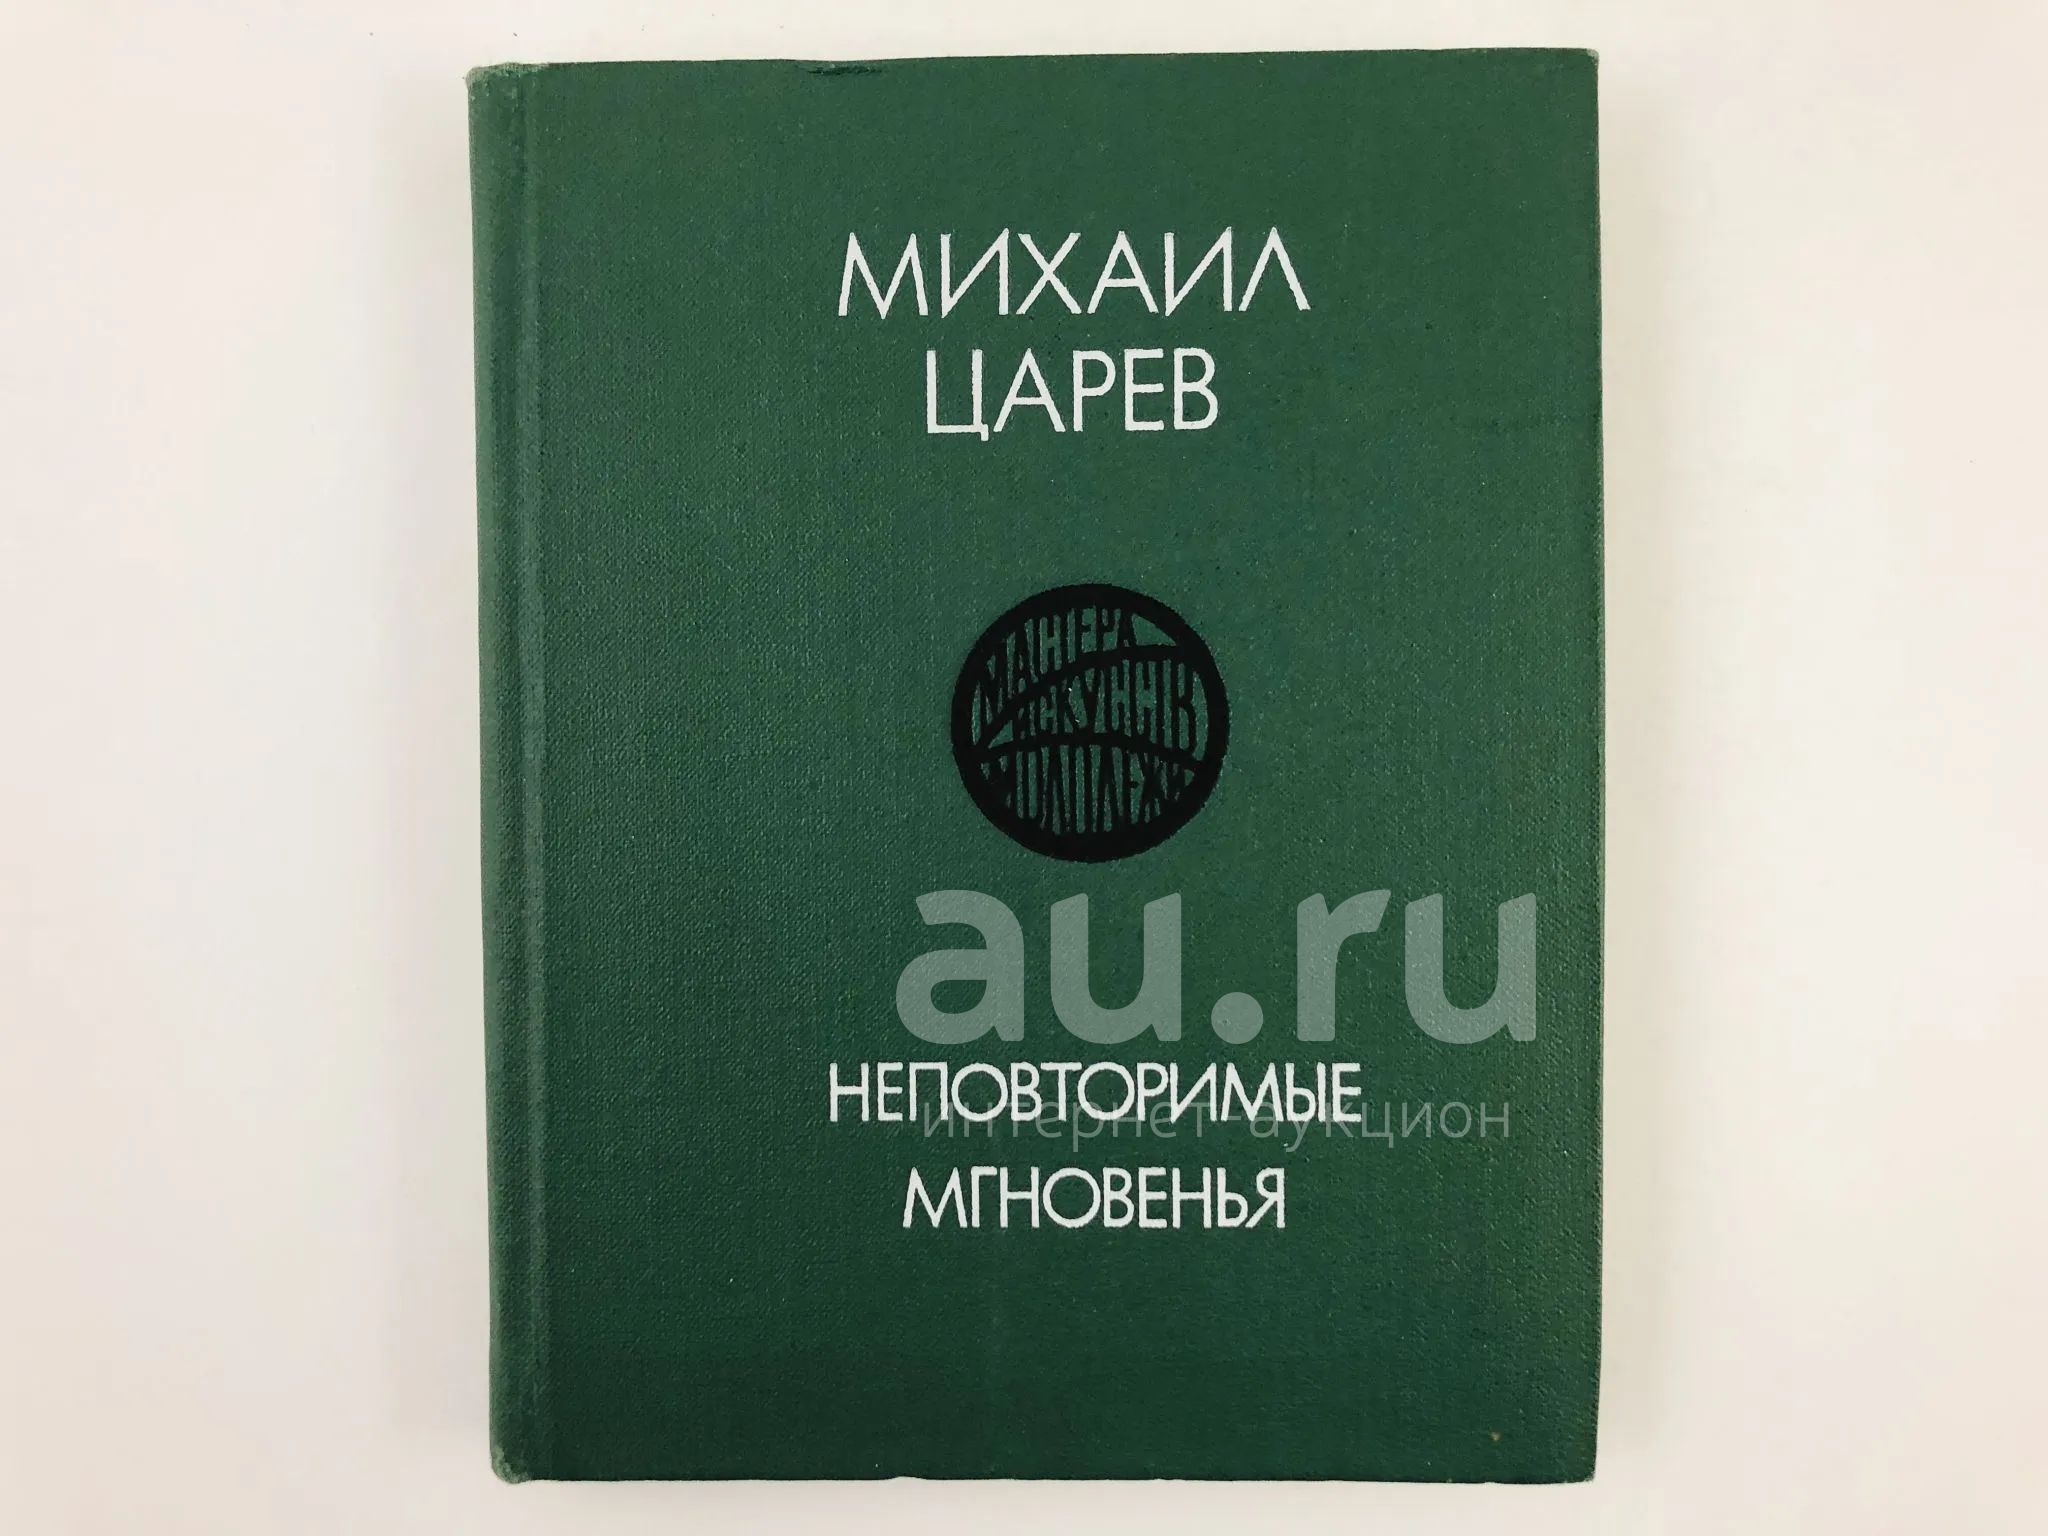 МИХАИЛ
ЦАРЕВ
МАСТЕРА
ИСКУССТВ
МОЛОДЕЖИ
au.ru
НЕПОВТОРИМЫЕ
интернет-аукцион
МГНОВЕНЬЯ